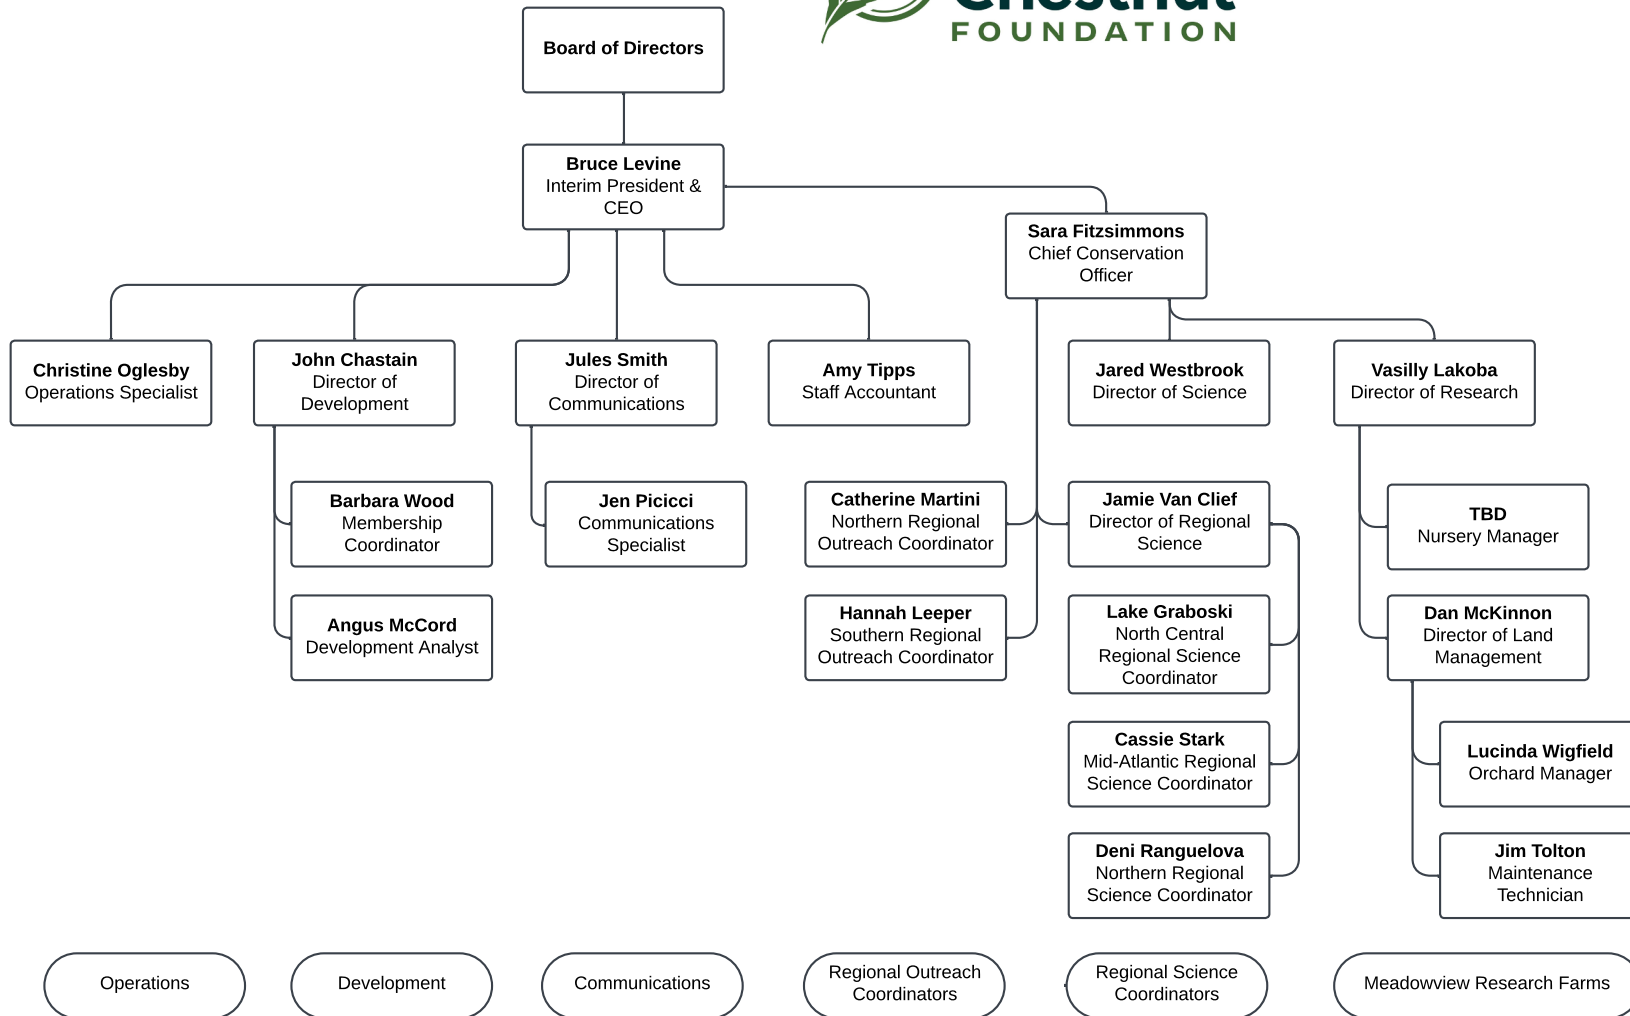 Chestnut
FOUNDATION
Board of Directors
Bruce Levine
Interim President &
CEO
Sara Fitzsimmons
Chief Conservation
Officer
Christine Oglesby
Operations Specialist
John Chastain
Director of
Development
Jules Smith
Director of
Communications
Amy Tipps
Staff Accountant
Jared Westbrook
Director of Science
Vasilly Lakoba
Director of Research
Barbara Wood
Membership
Coordinator
Jen Picicci
Communications
Specialist
Catherine Martini
Northern Regional
Outreach Coordinator
Jamie Van Clief
Director of Regional
Science
TBD
Nursery Manager
Angus McCord
Development Analyst
Hannah Leeper
Southern Regional
Outreach Coordinator
Lake Graboski
North Central
Regional Science
Coordinator
Dan McKinnon
Director of Land
Management
Cassie Stark
Mid-Atlantic Regional
Science Coordinator
Lucinda Wigfield
Orchard Manager
Deni Ranguelova
Northern Regional
Science Coordinator
Jim Tolton
Maintenance
Technician
Operations
Development
Communications
Regional Outreach
Coordinators
Regional Science
Coordinators
Meadowview Research Farms